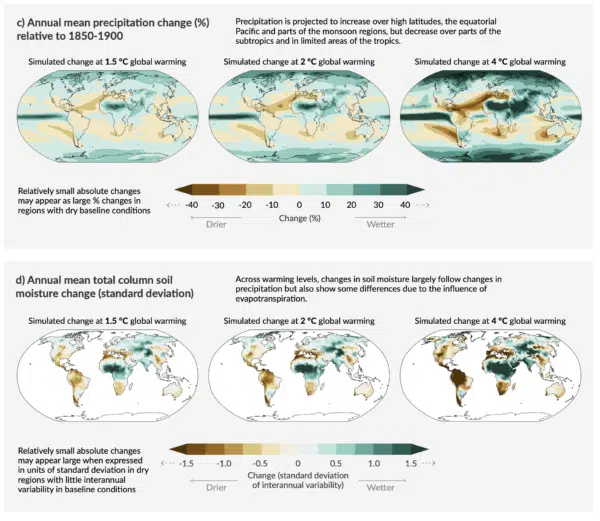 c) Annual mean precipitation change (%)
relative to 1850-1900
Precipitation is projected to increase over high latitudes, the equatorial
Pacific and parts of the monsoon regions, but decrease over parts of the
subtropics and in limited areas of the tropics.
Simulated change at 1.5 °C global warming
Simulated change at 2 °C global warming
Simulated change at 4 °C global warming
Relatively small absolute changes
may appear as large % changes in
regions with dry baseline conditions
-40 -30 -20 -10 0 10 20 30 40
Change (%)
Drier
Wetter
d) Annual mean total column soil
moisture change (standard deviation)
Across warming levels, changes in soil moisture largely follow changes in
precipitation but also show some differences due to the influence of
evapotranspiration.
Simulated change at 1.5 °C global warming
Simulated change at 2 °C global warming
Simulated change at 4 °C global warming
Relatively small absolute changes
may appear large when expressed
in units of standard deviation in dry
regions with little interannual
variability in baseline conditions
-1.5 -1.0 -0.5 0 0.5 1.0 1.5
Change (standard deviation
of interannual variability)
Drier
Wetter